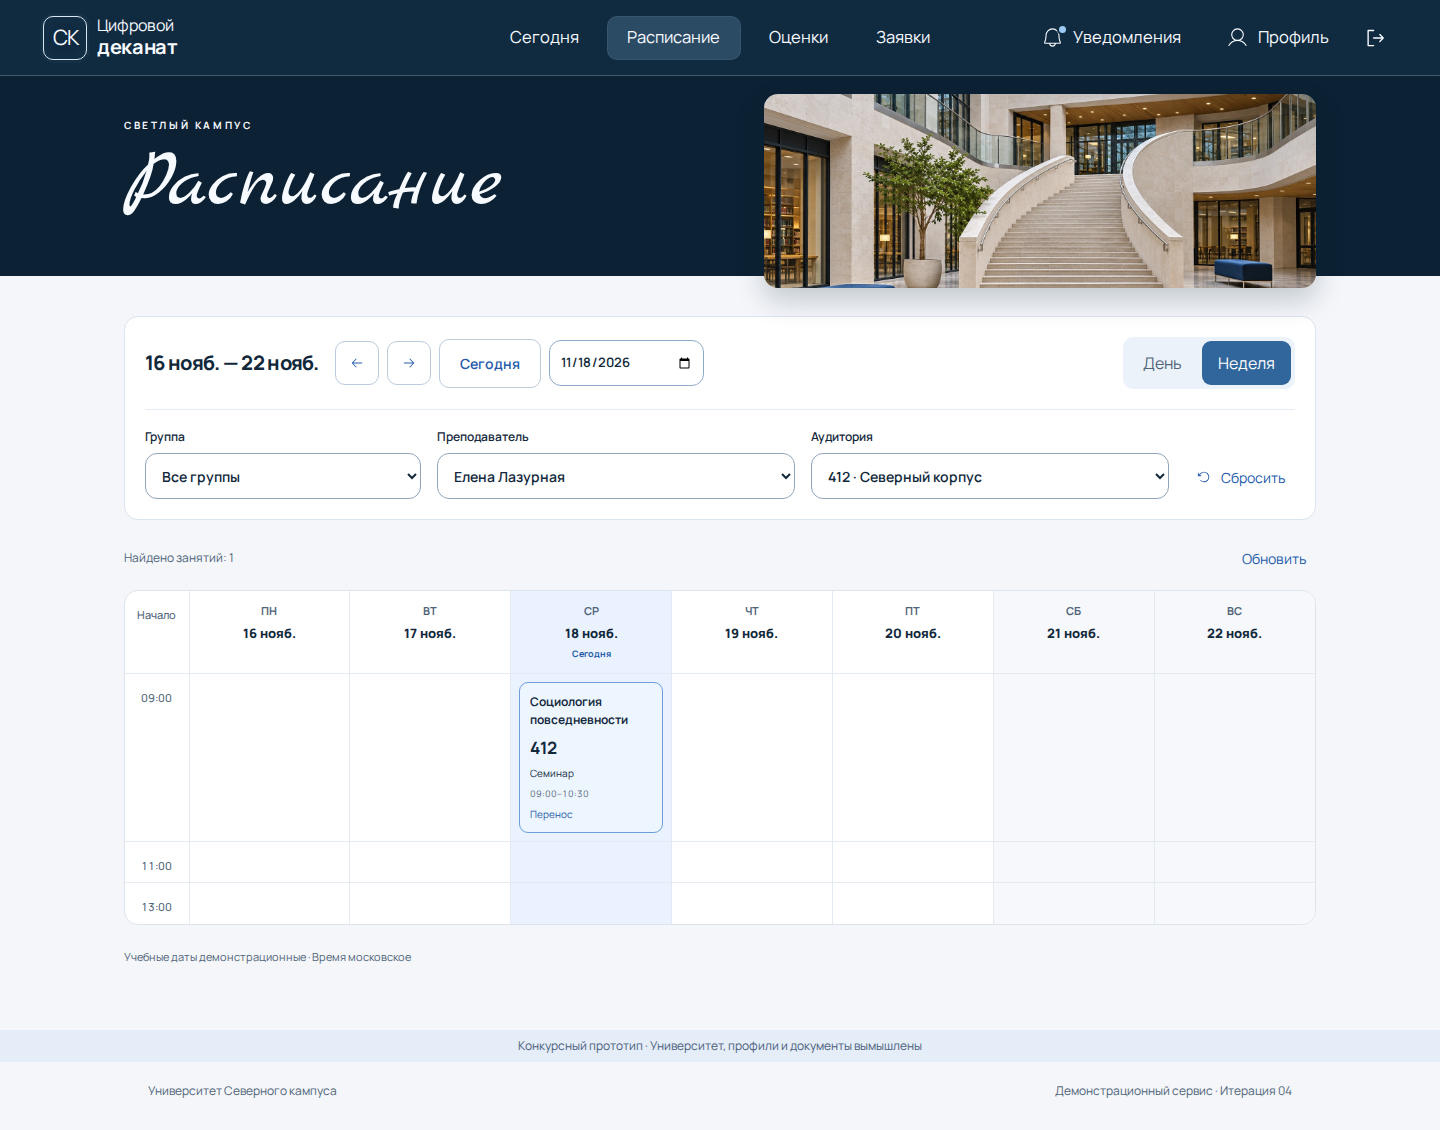 СК
Цифровой
деканат
Сегодня
Расписание
Оценки
Заявки
Уведомления
Профиль
СВЕТЛЫЙ КАМПУС
Расписание
16 нояб. — 22 нояб.
Сегодня
11/18/2026
День
Неделя
Группа
Преподаватель
Аудитория
Все группы
Елена Лазурная
412 · Северный корпус
Сбросить
Найдено занятий: 1
Обновить
Начало
ПН
16 нояб.
ВТ
17 нояб.
СР
18 нояб.
Сегодня
ЧТ
19 нояб.
ПТ
20 нояб.
СБ
21 нояб.
ВС
22 нояб.
09:00
Социология
повседневности
412
Семинар
09:00–10:30
Перенос
11:00
13:00
Учебные даты демонстрационные · Время московское
Конкурсный прототип · Университет, профили и документы вымышлены
Университет Северного кампуса
Демонстрационный сервис · Итерация 04